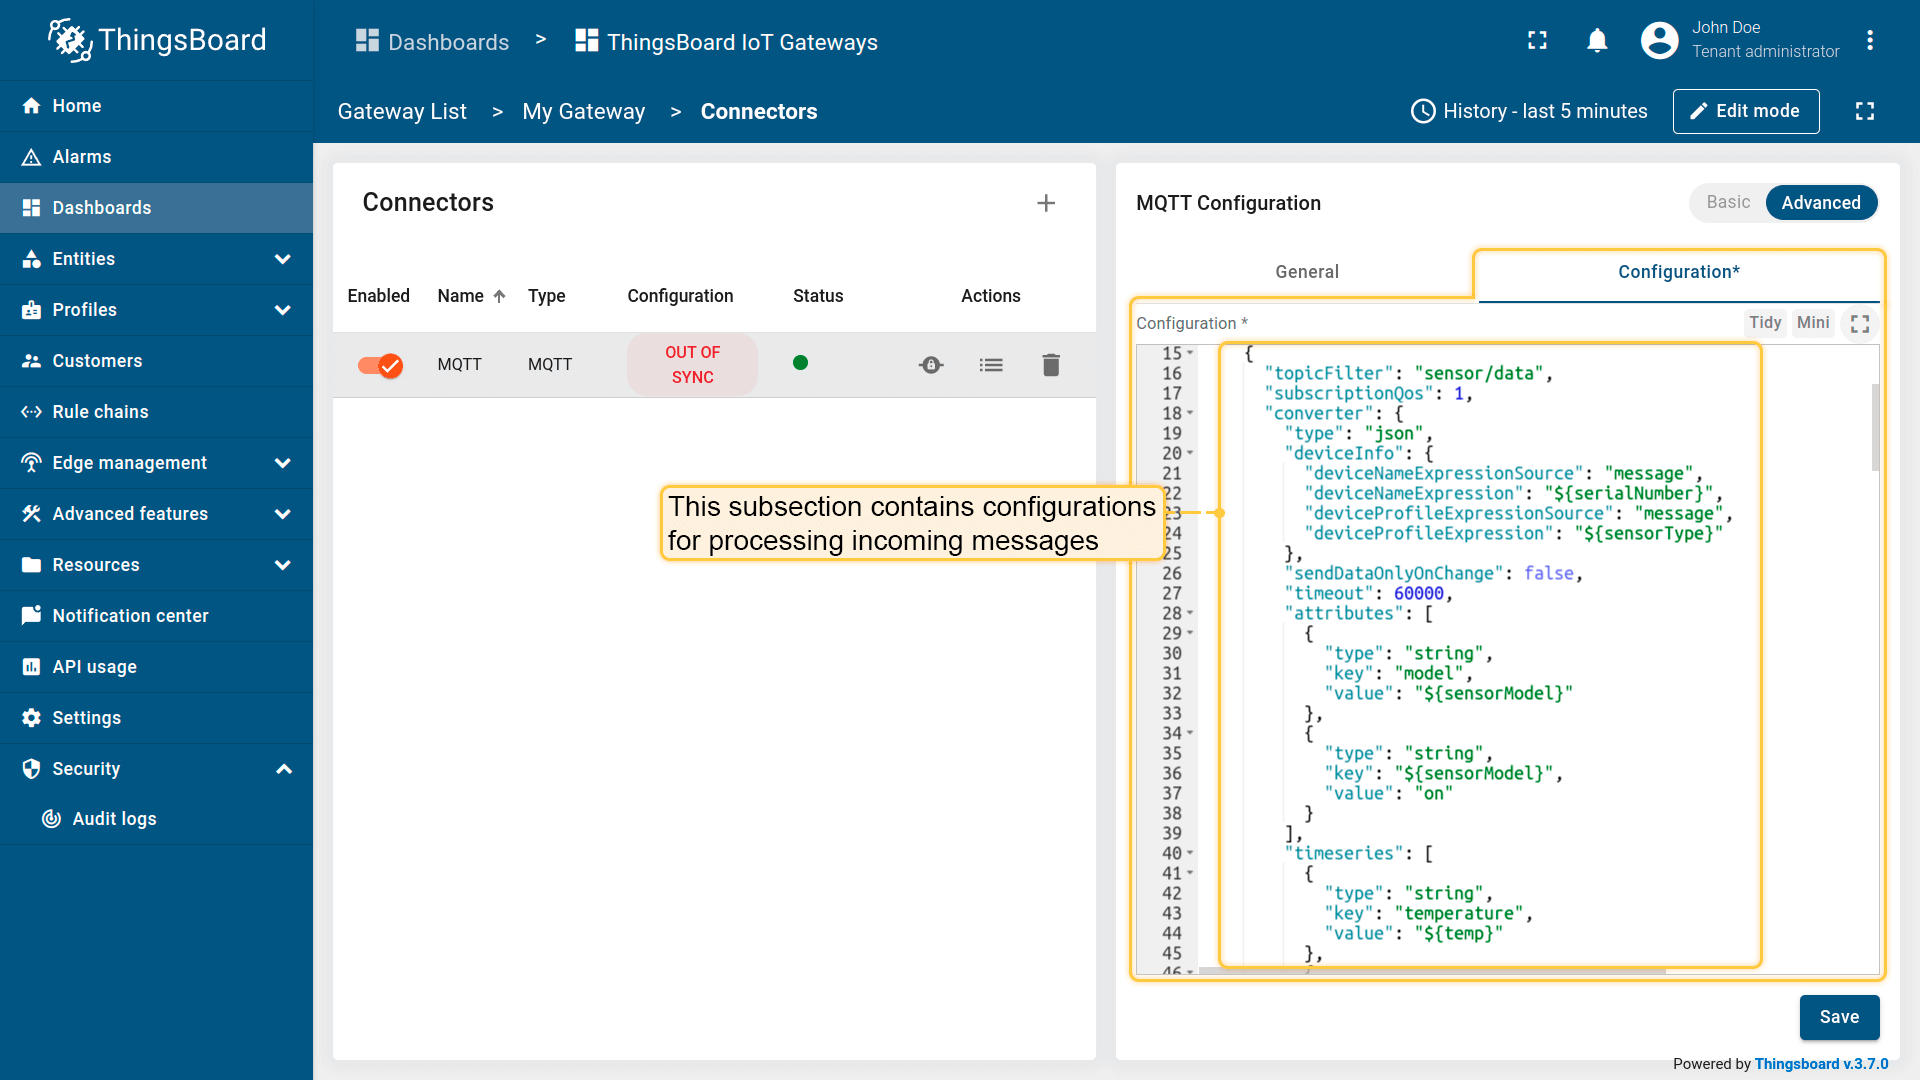 ThingsBoard
Dashboards > ThingsBoard IoT Gateways
John Doe
Tenant administrator
Gateway List > My Gateway > Connectors
History - last 5 minutes
Edit mode
Home
Alarms
Dashboards
Entities
Profiles
Customers
Rule chains
Edge management
Advanced features
Resources
Notification center
API usage
Settings
Security
Audit logs
Connectors
Enabled Name Type Configuration Status Actions
MQTT MQTT OUT OF
SYNC
This subsection contains configurations
for processing incoming messages
MQTT Configuration
Basic Advanced
General Configuration*
Configuration * Tidy Mini
15 {
16 "topicFilter": "sensor/data",
17 "subscriptionQos": 1,
18 "converter": {
19 "type": "json",
20 "deviceInfo": {
21 "deviceNameExpressionSource": "message",
22 "deviceNameExpression": "${serialNumber}",
23 "deviceProfileExpressionSource": "message",
24 "deviceProfileExpression": "${sensorType}"
25 },
26 "sendDataOnlyOnChange": false,
27 "timeout": 60000,
28 "attributes": [
29 {
30 "type": "string",
31 "key": "model",
32 "value": "${sensorModel}"
33 },
34 {
35 "type": "string",
36 "key": "${sensorModel}",
37 "value": "on"
38 }
39 ],
40 "timeseries": [
41 {
42 "type": "string",
43 "key": "temperature",
44 "value": "${temp}"
45 },
46
Save
Powered by Thingsboard v.3.7.0